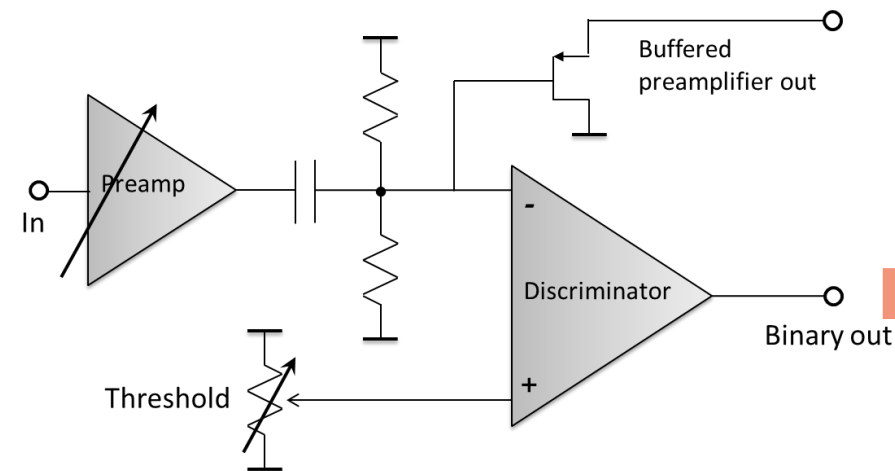 Buffered
preamplifier out
Preamp
In
-
Discriminator
Binary out
+
Threshold